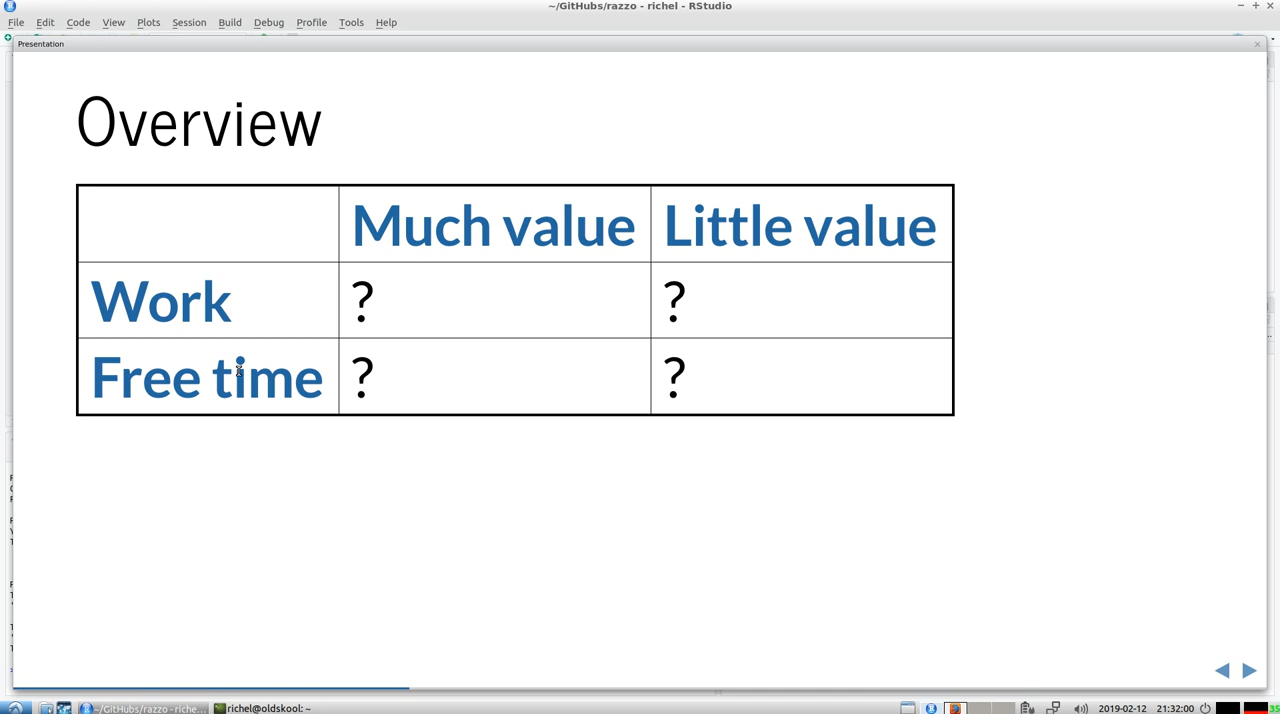 ~/GitHubs/razzo - richel - RStudio
File Edit Code View Plots Session Build Debug Profile Tools Help
Presentation
Overview
Much value Little value
Work ? ?
Free time ? ?
~/GitHubs/razzo - riche... richel@oldskool: ~ 2019-02-12 21:32:00